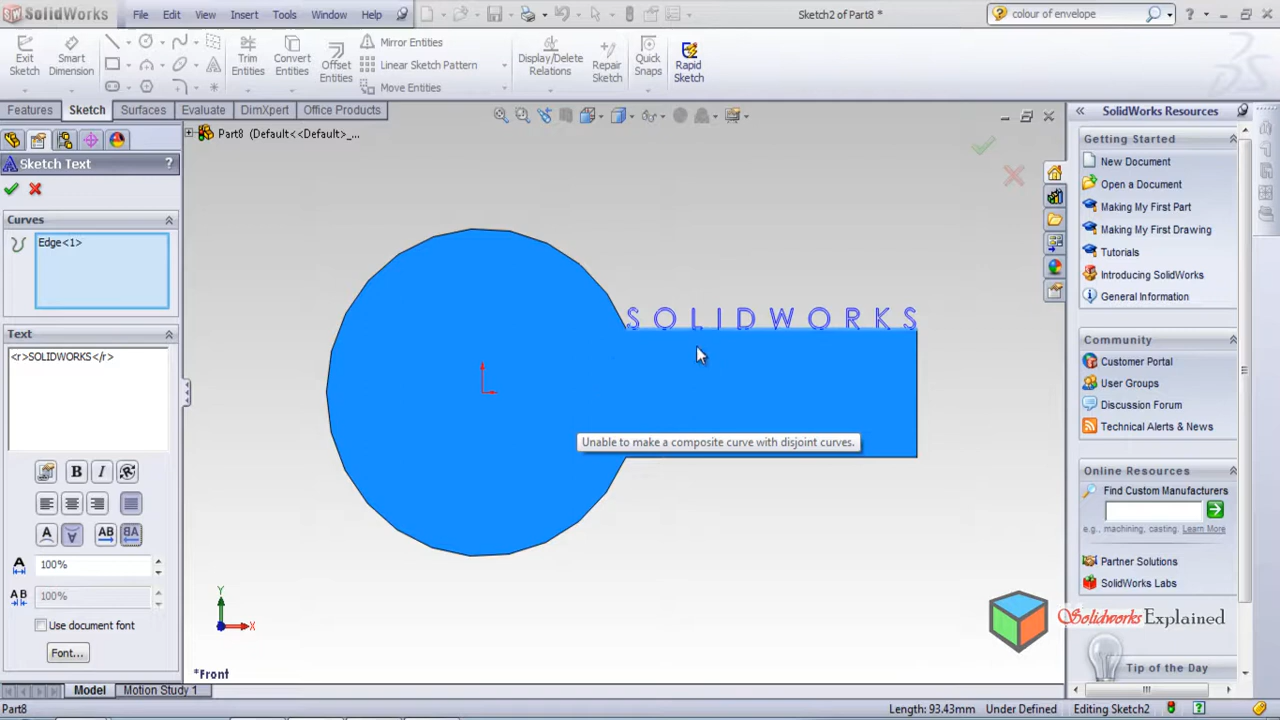 SolidWorks
File Edit View Insert Tools Window Help
Sketch2 of Part8 *
colour of envelope
Exit Sketch
Smart Dimension
Trim Entities
Convert Entities
Offset Entities
Mirror Entities
Linear Sketch Pattern
Move Entities
Display/Delete Relations
Repair Sketch
Quick Snaps
Rapid Sketch
Features Sketch Surfaces Evaluate DimXpert Office Products
Part8 (Default<<Default>_...
Sketch Text ?
Curves
Edge<1>
Text
<r>SOLIDWORKS</r>
B I
A AB
100%
AB 100%
Use document font
Font...
SOLIDWORKS
Unable to make a composite curve with disjoint curves.
Y
X
*Front
SolidWorks Resources
Getting Started
New Document
Open a Document
Making My First Part
Making My First Drawing
Tutorials
Introducing SolidWorks
General Information
Community
Customer Portal
User Groups
Discussion Forum
Technical Alerts & News
Online Resources
Find Custom Manufacturers
e.g., machining, casting. Learn More
Partner Solutions
SolidWorks Labs
Solidworks Explained
Tip of the Day
Model Motion Study 1
Part8
Length: 93.43mm Under Defined Editing Sketch2